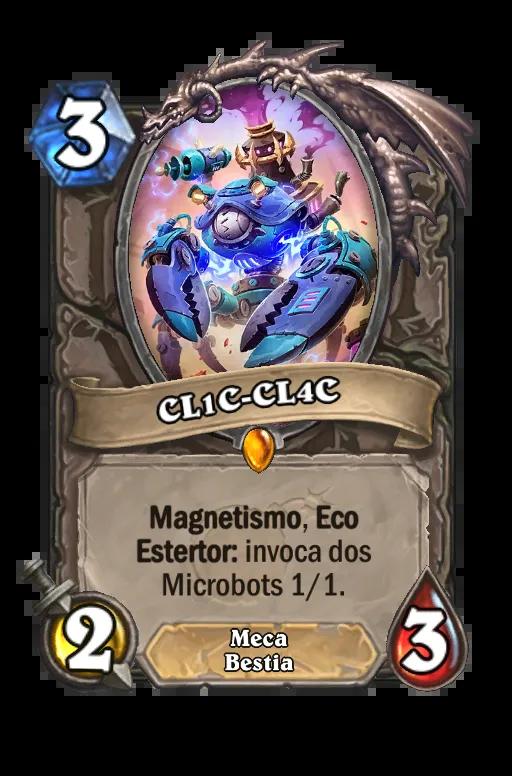 3
CL1C-CL4C
Magnetismo, Eco
Estertor: invoca dos
Microbots 1/1.
2
Meca
Bestia
3